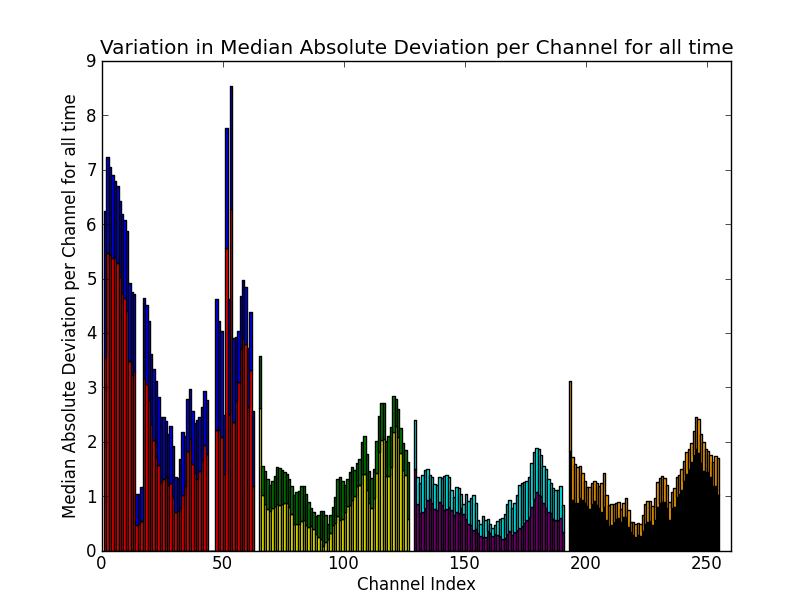 Variation in Median Absolute Deviation per Channel for all time
Median Absolute Deviation per Channel for all time
9
8
7
6
5
4
3
2
1
0
0 50 100 150 200 250
Channel Index